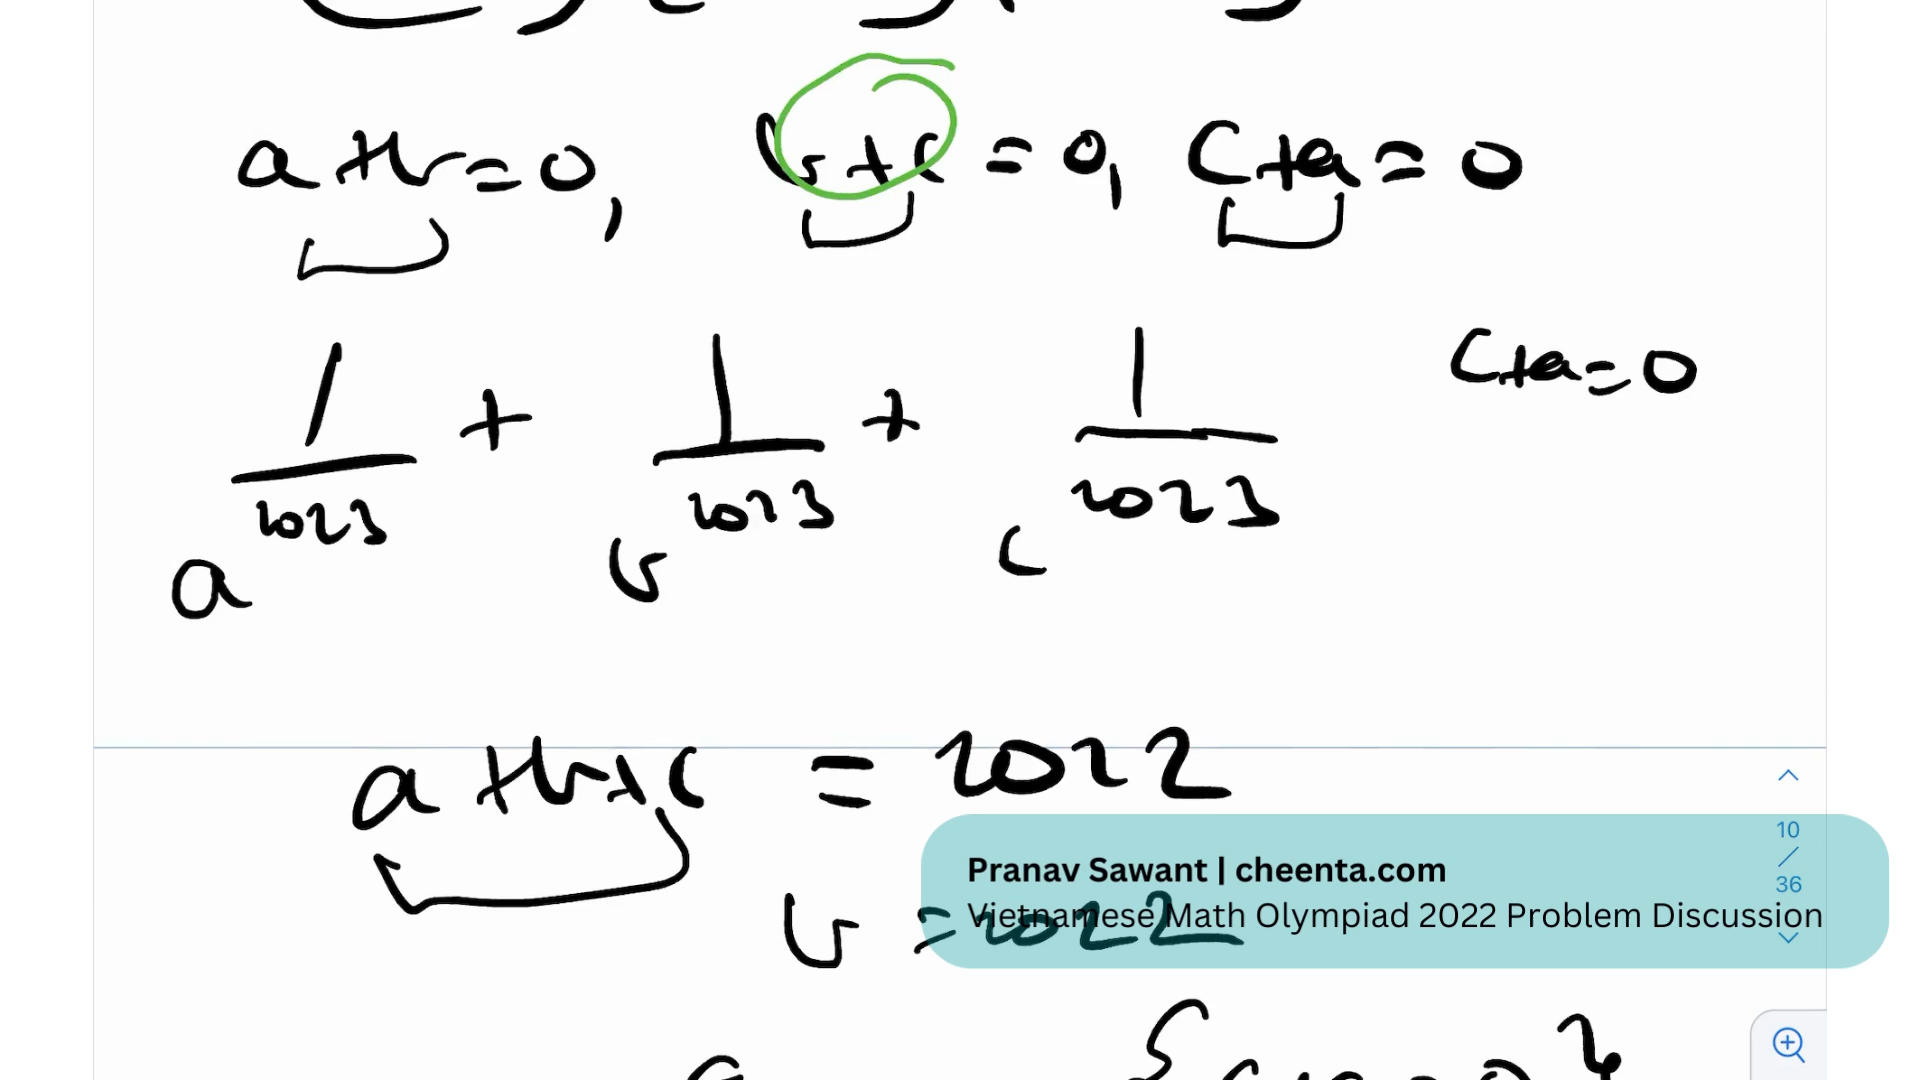 a+b=0, b+c=0, c+a=0
1/a^2023 + 1/b^2023 + 1/c^2023
c+a=0
a+b+c = 2022
10
/
36
Pranav Sawant | cheenta.com
b = 2022
Vietnamese Math Olympiad 2022 Problem Discussion